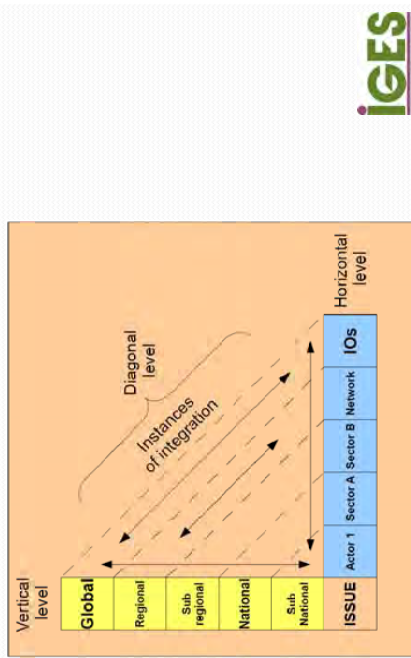 Vertical
level
Global
Regional
Sub
regional
National
Sub
National
ISSUE
Actor 1
Sector A
Sector B
Network
IOs
Horizontal
level
Diagonal
level
Instances
of integration
iGES